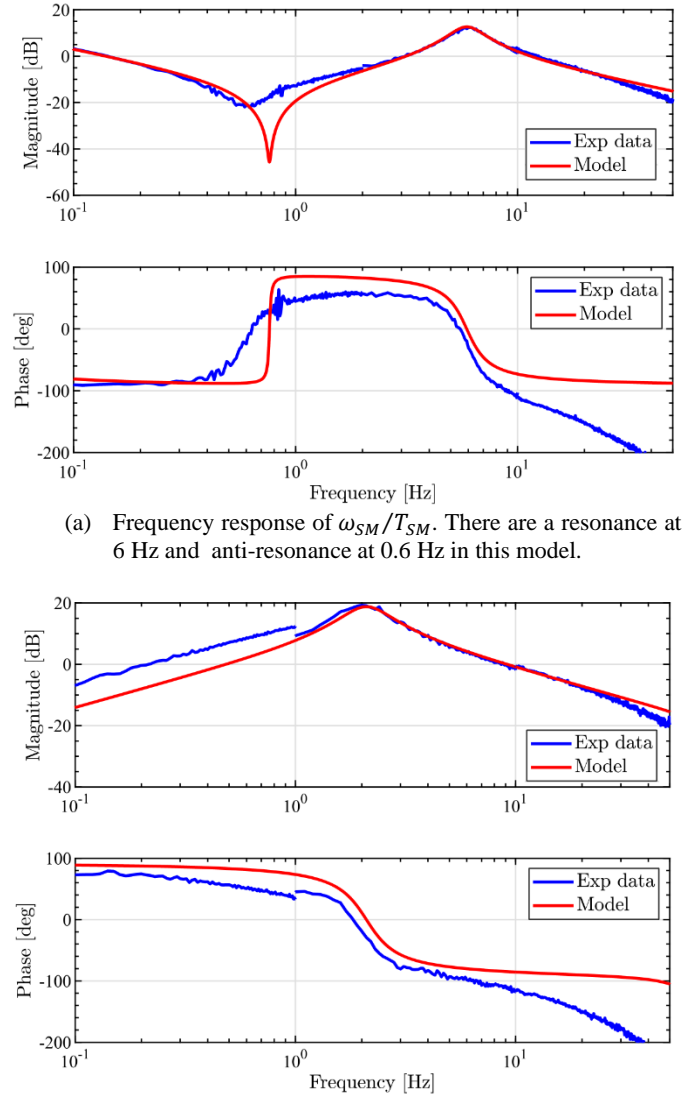 20
0
-20
-40
-60
Magnitude [dB]
Exp data
Model
10-1
100
101
100
0
-100
-200
Phase [deg]
Exp data
Model
10-1
100
101
Frequency [Hz]
(a) Frequency response of ωSM/TSM. There are a resonance at
6 Hz and anti-resonance at 0.6 Hz in this model.
20
0
-20
-40
Magnitude [dB]
Exp data
Model
10-1
100
101
100
0
-100
-200
Phase [deg]
Exp data
Model
10-1
100
101
Frequency [Hz]